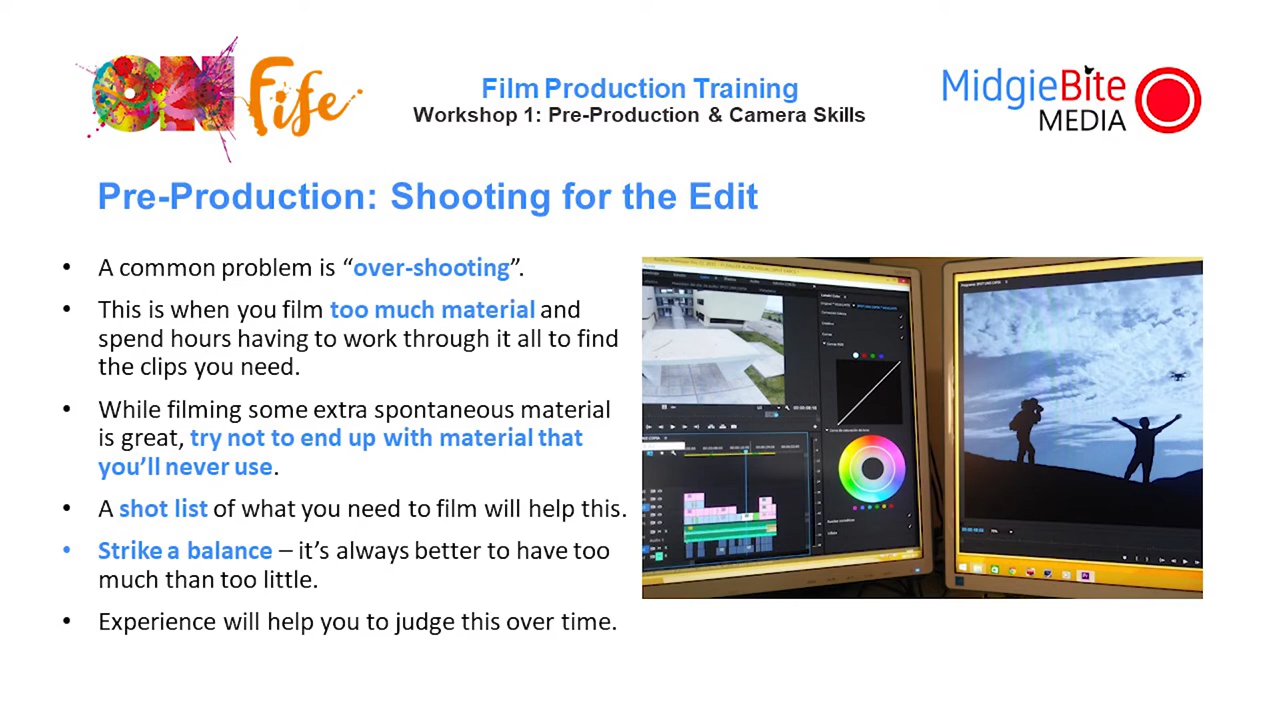 ON Fife
Film Production Training
Workshop 1: Pre-Production & Camera Skills
MidgieBite
MEDIA
Pre-Production: Shooting for the Edit
• A common problem is “over-shooting”.
• This is when you film too much material and
spend hours having to work through it all to find
the clips you need.
• While filming some extra spontaneous material
is great, try not to end up with material that
you’ll never use.
• A shot list of what you need to film will help this.
• Strike a balance – it’s always better to have too
much than too little.
• Experience will help you to judge this over time.